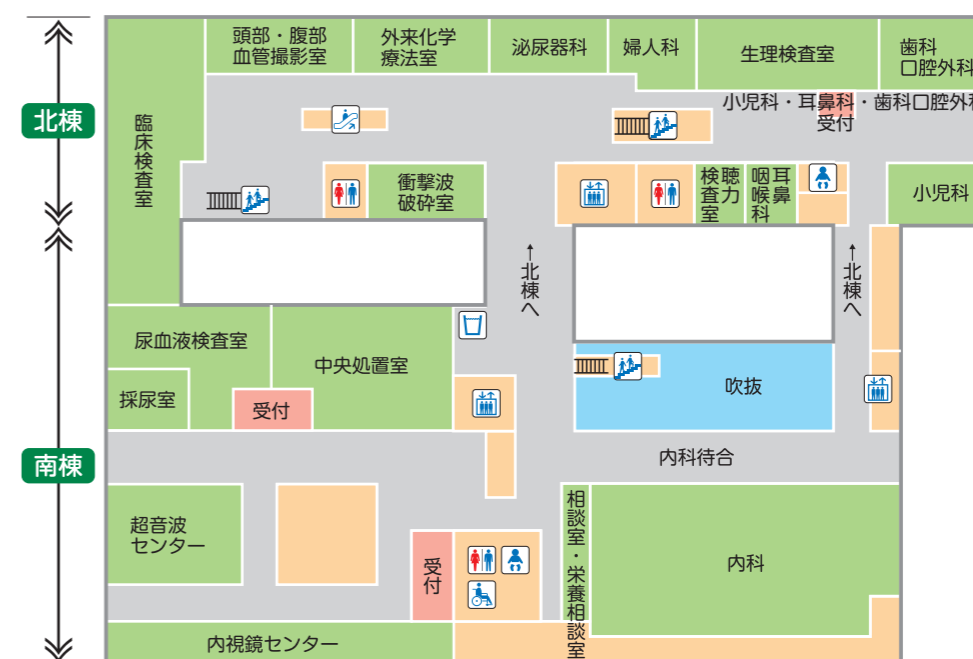 頭部・腹部
血管撮影室
外来化学
療法室
泌尿器科
婦人科
生理検査室
歯科
口腔外科
北棟
臨床検査室
小児科・耳鼻科・歯科口腔外科
受付
衝撃波
破砕室
聴力
検査室
耳鼻
咽喉科
小児科
←北棟へ
←北棟へ
尿血液検査室
中央処置室
採尿室
受付
吹抜
南棟
内科待合
超音波
センター
受付
相談室・栄養相談室
内科
内視鏡センター